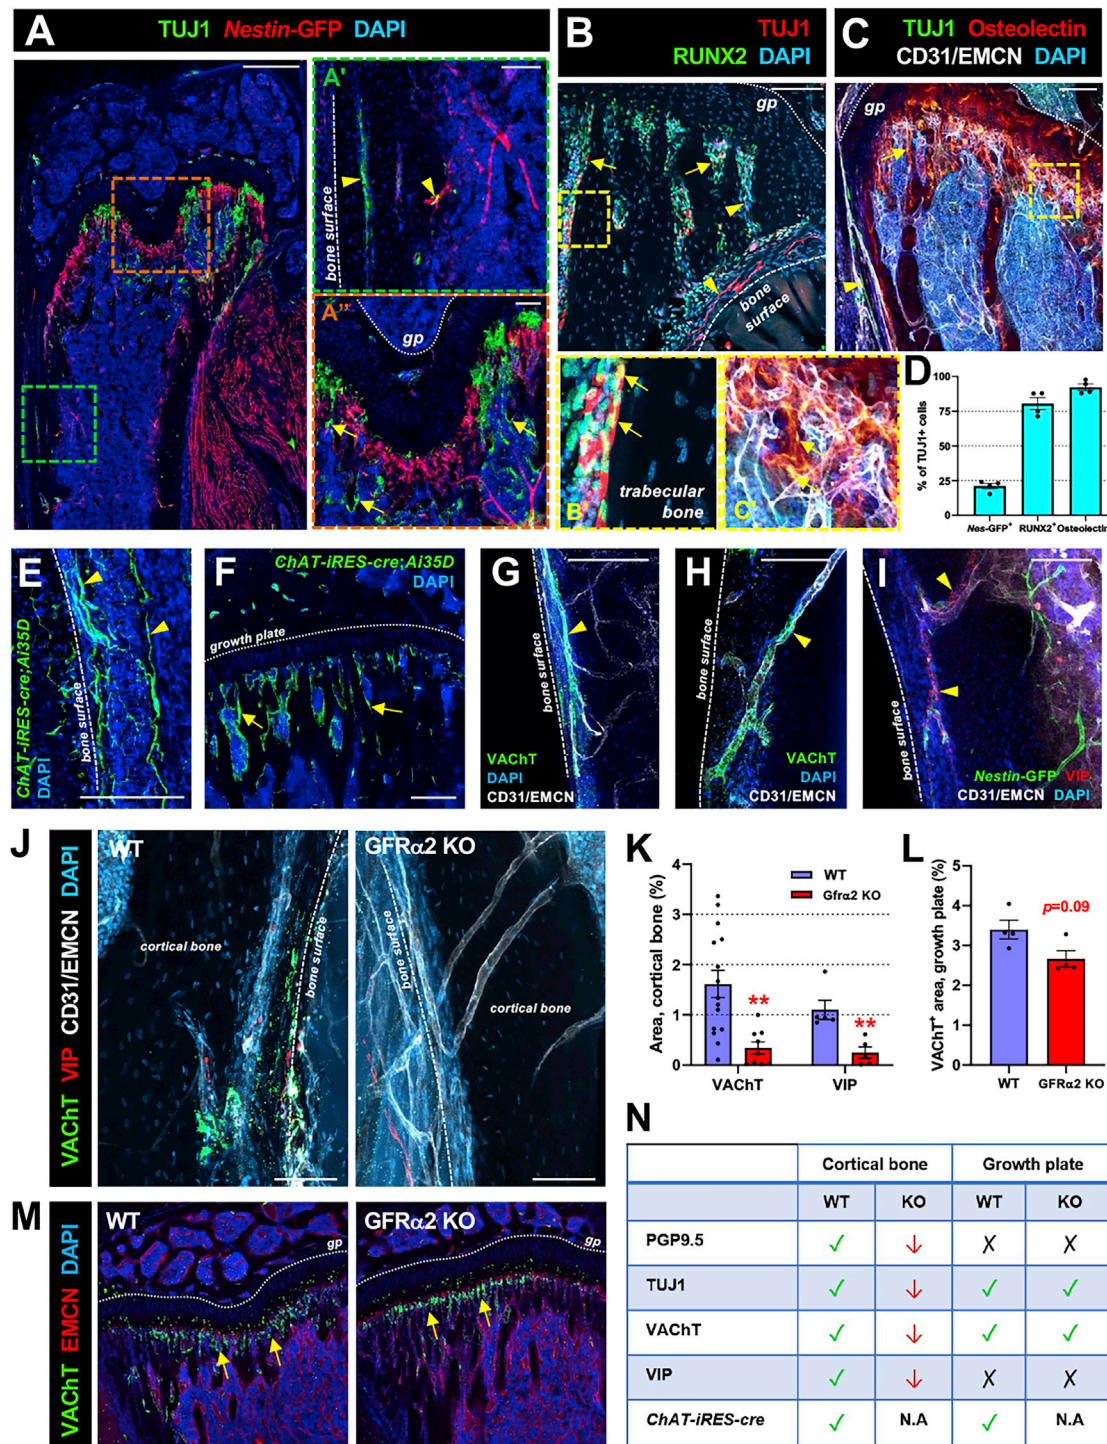 A
TUJ1 Nestin-GFP DAPI
A'
bone surface
A''
gp
B
TUJ1
RUNX2 DAPI
gp
bone surface
B'
trabecular
bone
C
TUJ1 Osteolectin
CD31/EMCN DAPI
C'
D
% of TUJ1+ cells
100
75
50
25
0
Nes-GFP+ RUNX2+ Osteolectin
E
ChAT-iRES-cre;Ai35D
DAPI
bone surface
F
ChAT-iRES-cre;Ai35D
DAPI
growth plate
G
bone surface
VAChT
DAPI
CD31/EMCN
H
bone surface
VAChT
DAPI
CD31/EMCN
I
bone surface
Nestin-GFP VIP
CD31/EMCN DAPI
J
VAChT VIP CD31/EMCN DAPI
WT
cortical bone
bone surface
GFRα2 KO
bone surface
cortical bone
K
Area, cortical bone (%)
4
3
2
1
0
WT
Gfrα2 KO
**
**
VAChT VIP
L
VAChT+ area, growth plate (%)
5
4
3
2
1
0
p=0.09
WT GFRα2 KO
M
VAChT EMCN DAPI
WT
gp
GFRα2 KO
gp
N
Cortical bone Growth plate
WT KO WT KO
PGP9.5 ✓ ↓ X X
TUJ1 ✓ ↓ ✓ ✓
VAChT ✓ ↓ ✓ ✓
VIP ✓ ↓ X X
ChAT-iRES-cre ✓ N.A ✓ N.A